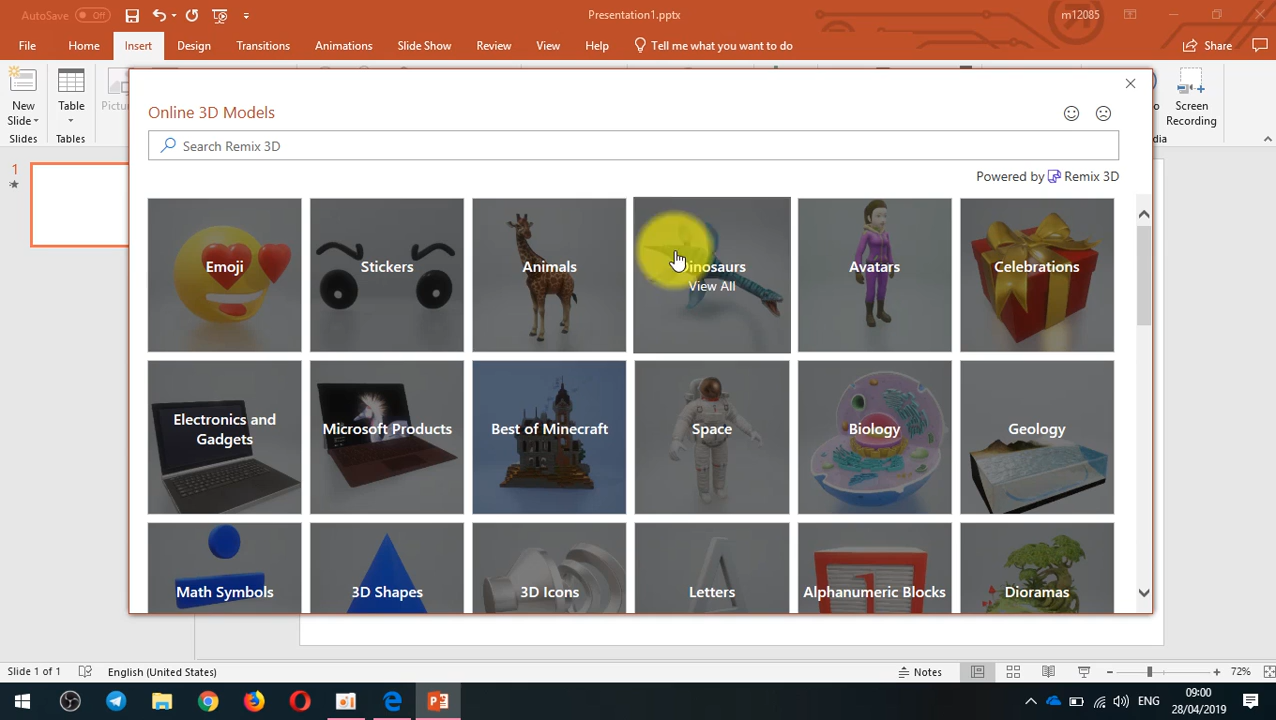 AutoSave Off
Presentation1.pptx
m12085
File Home Insert Design Transitions Animations Slide Show Review View Help Tell me what you want to do Share
New Slide
Table
Screen Recording
Slides
Tables
Online 3D Models
Search Remix 3D
Powered by Remix 3D
Emoji
Stickers
Animals
Dinosaurs
View All
Avatars
Celebrations
Electronics and
Gadgets
Microsoft Products
Best of Minecraft
Space
Biology
Geology
Math Symbols
3D Shapes
3D Icons
Letters
Alphanumeric Blocks
Dioramas
1
Slide 1 of 1 English (United States) Notes 72%
ENG
09:00
28/04/2019